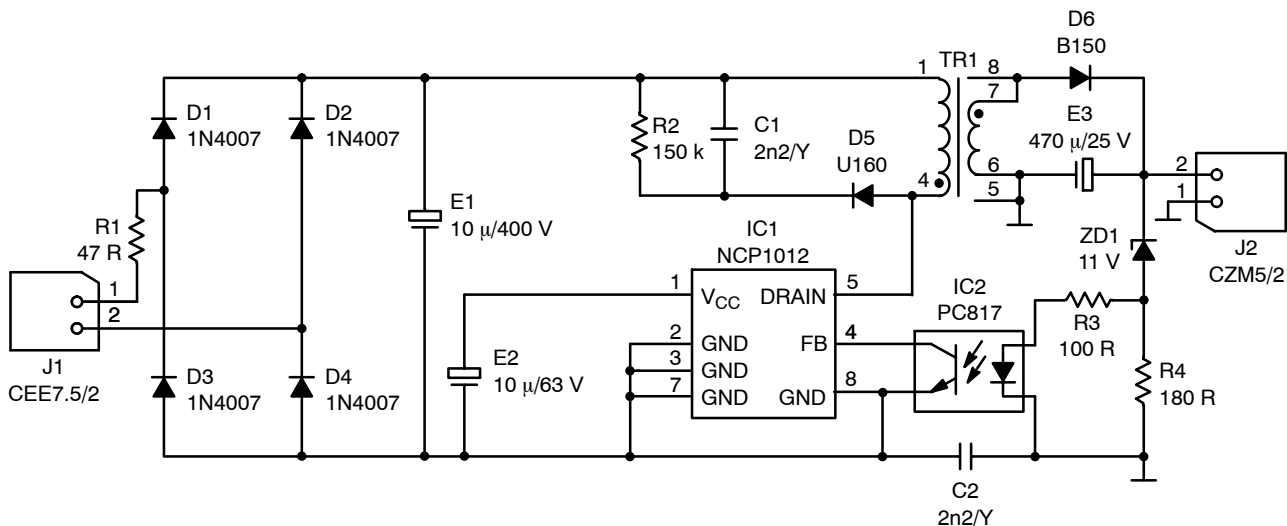 D6
B150
TR1
1
8
7
D1
1N4007
D2
1N4007
E3
470 µ/25 V
R2
150 k
C1
2n2/Y
D5
U160
4
6
5
2
1
R1
47 R
E1
10 µ/400 V
IC1
NCP1012
ZD1
11 V
J2
CZM5/2
1
2
J1
CEE7.5/2
1
VCC
DRAIN
5
IC2
PC817
R3
100 R
2
GND
FB
4
3
GND
7
GND
GND
8
E2
10 µ/63 V
D3
1N4007
D4
1N4007
R4
180 R
C2
2n2/Y